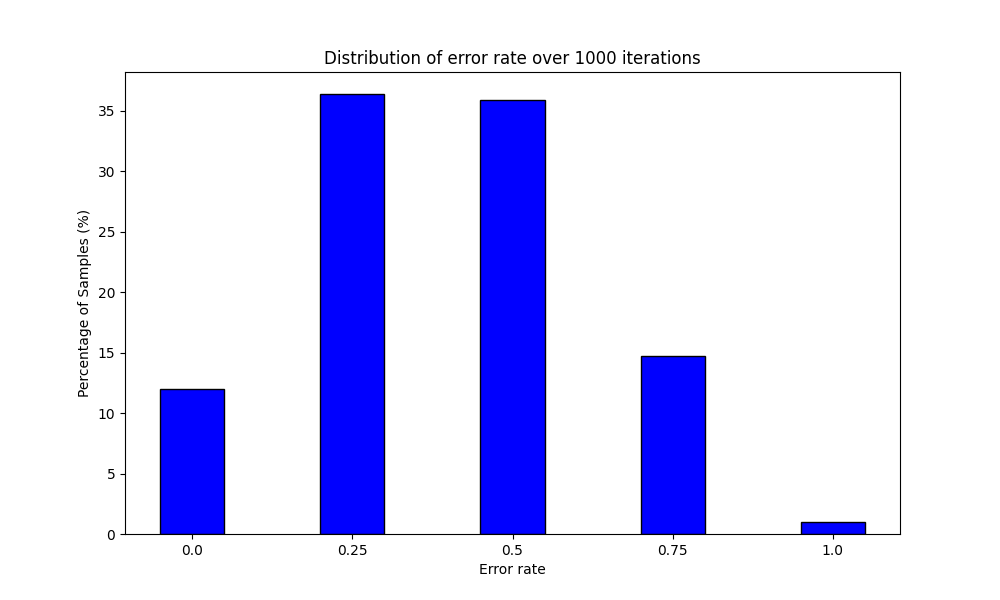 Distribution of error rate over 1000 iterations
Percentage of Samples (%)
35
30
25
20
15
10
5
0
0.0 0.25 0.5 0.75 1.0
Error rate